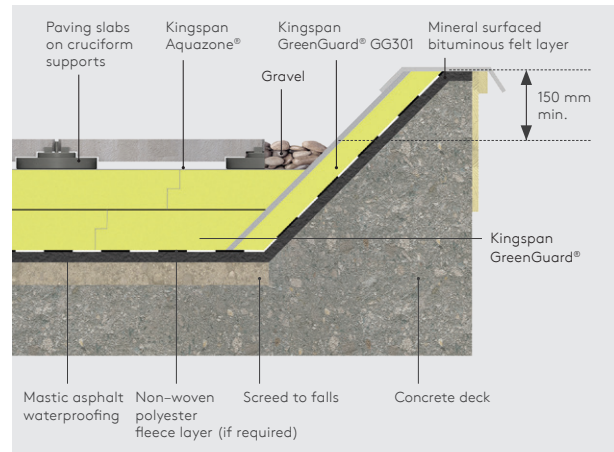 Paving slabs
on cruciform
supports
Kingspan
Aquazone®
Kingspan
GreenGuard® GG301
Gravel
Mineral surfaced
bituminous felt layer
150 mm
min.
Kingspan
GreenGuard®
Mastic asphalt
waterproofing
Non–woven
polyester
fleece layer (if required)
Screed to falls
Concrete deck